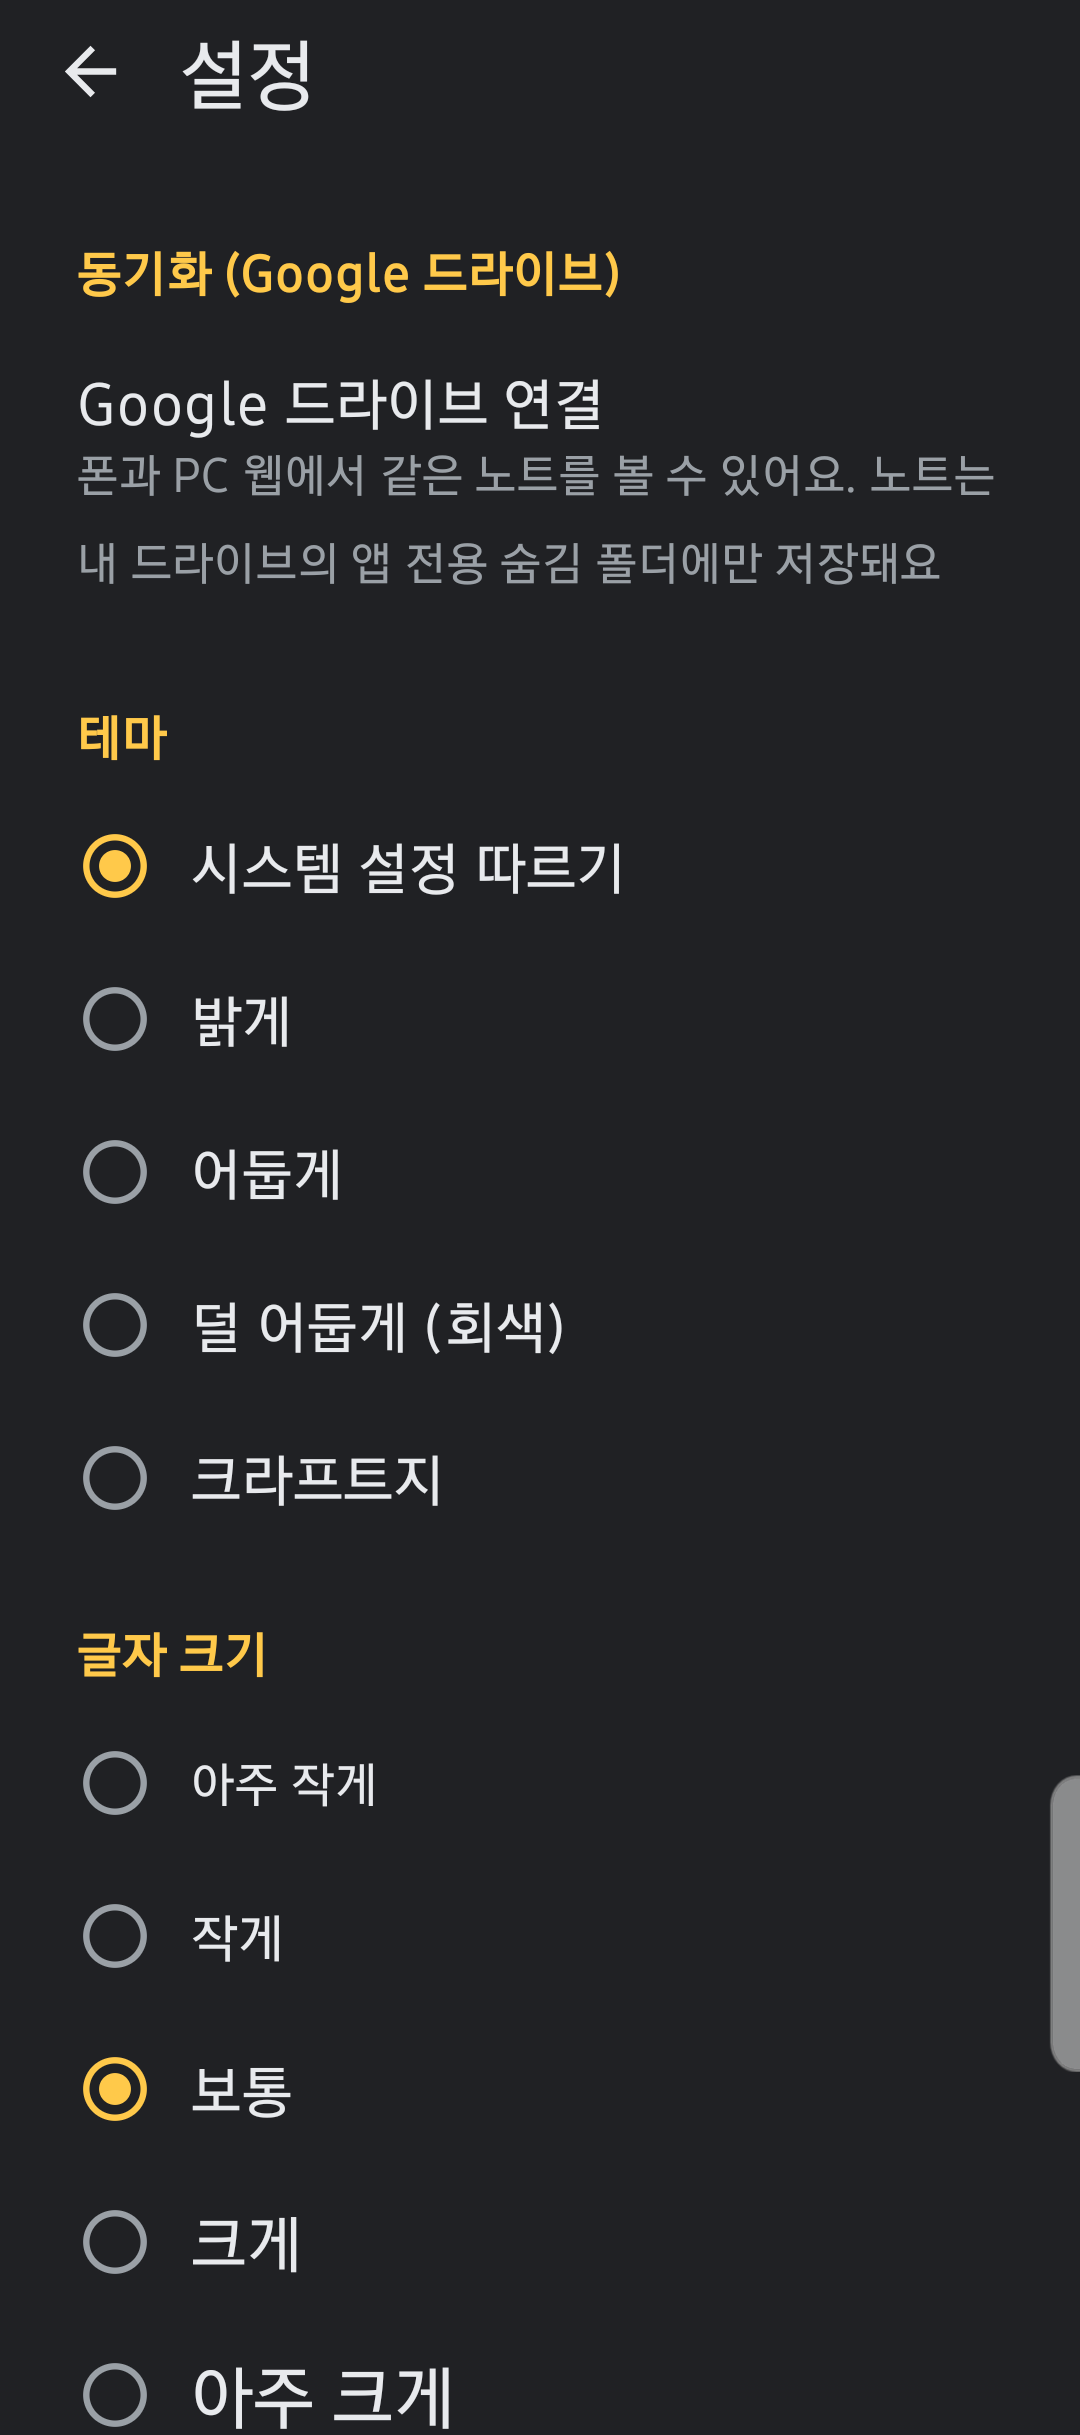 설정
동기화 (Google 드라이브)
Google 드라이브 연결
폰과 PC 웹에서 같은 노트를 볼 수 있어요. 노트는
내 드라이브의 앱 전용 숨김 폴더에만 저장돼요
테마
시스템 설정 따르기
밝게
어둡게
덜 어둡게 (회색)
크라프트지
글자 크기
아주 작게
작게
보통
크게
아주 크게